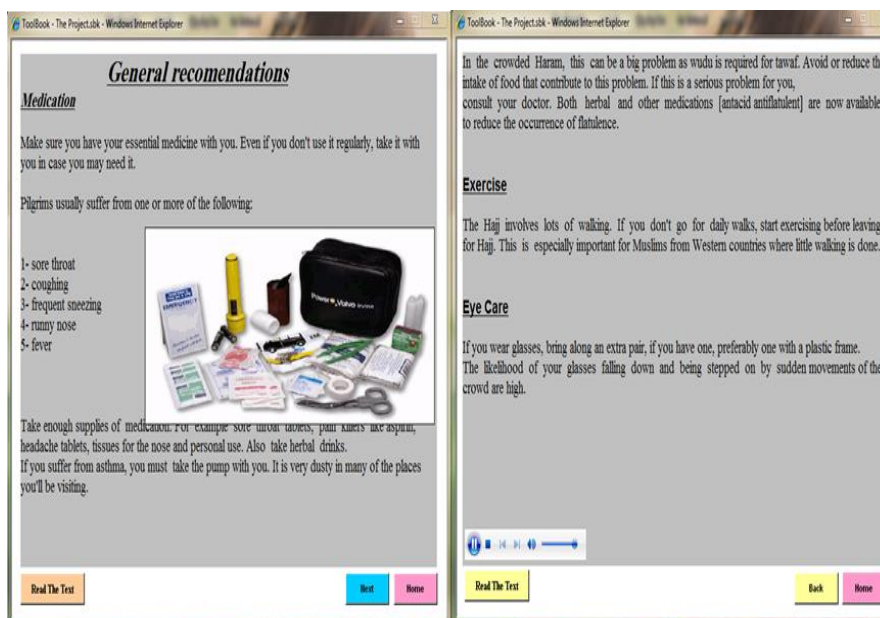 ToolBook - The Project.sbk - Windows Internet Explorer
General recomendations
Medication
Make sure you have your essential medicine with you. Even if you don't use it regularly, take it with
you in case you may need it.
Pilgrims usually suffer from one or more of the following:
1- sore throat
2- coughing
3- frequent sneezing
4- runny nose
5- fever
EMERGENCY
Power Valve
Take enough supplies of medication. For example sore throat tablets, pain killers like aspirin,
headache tablets, tissues for the nose and personal use. Also take herbal drinks.
If you suffer from asthma, you must take the pump with you. It is very dusty in many of the places
you'll be visiting.
Read The Text
Next
Home
ToolBook - The Project.sbk - Windows Internet Explorer
In the crowded Haram, this can be a big problem as wudu is required for tawaf. Avoid or reduce th
intake of food that contribute to this problem. If this is a serious problem for you,
consult your doctor. Both herbal and other medications [antacid antiflatulent] are now available
to reduce the occurrence of flatulence.
Exercise
The Hajj involves lots of walking. If you don't go for daily walks, start exercising before leaving
for Hajj. This is especially important for Muslims from Western countries where little walking is done.
Eye Care
If you wear glasses, bring along an extra pair, if you have one, preferably one with a plastic frame.
The likelihood of your glasses falling down and being stepped on by sudden movements of the
crowd are high.
Read The Text
Back
Home